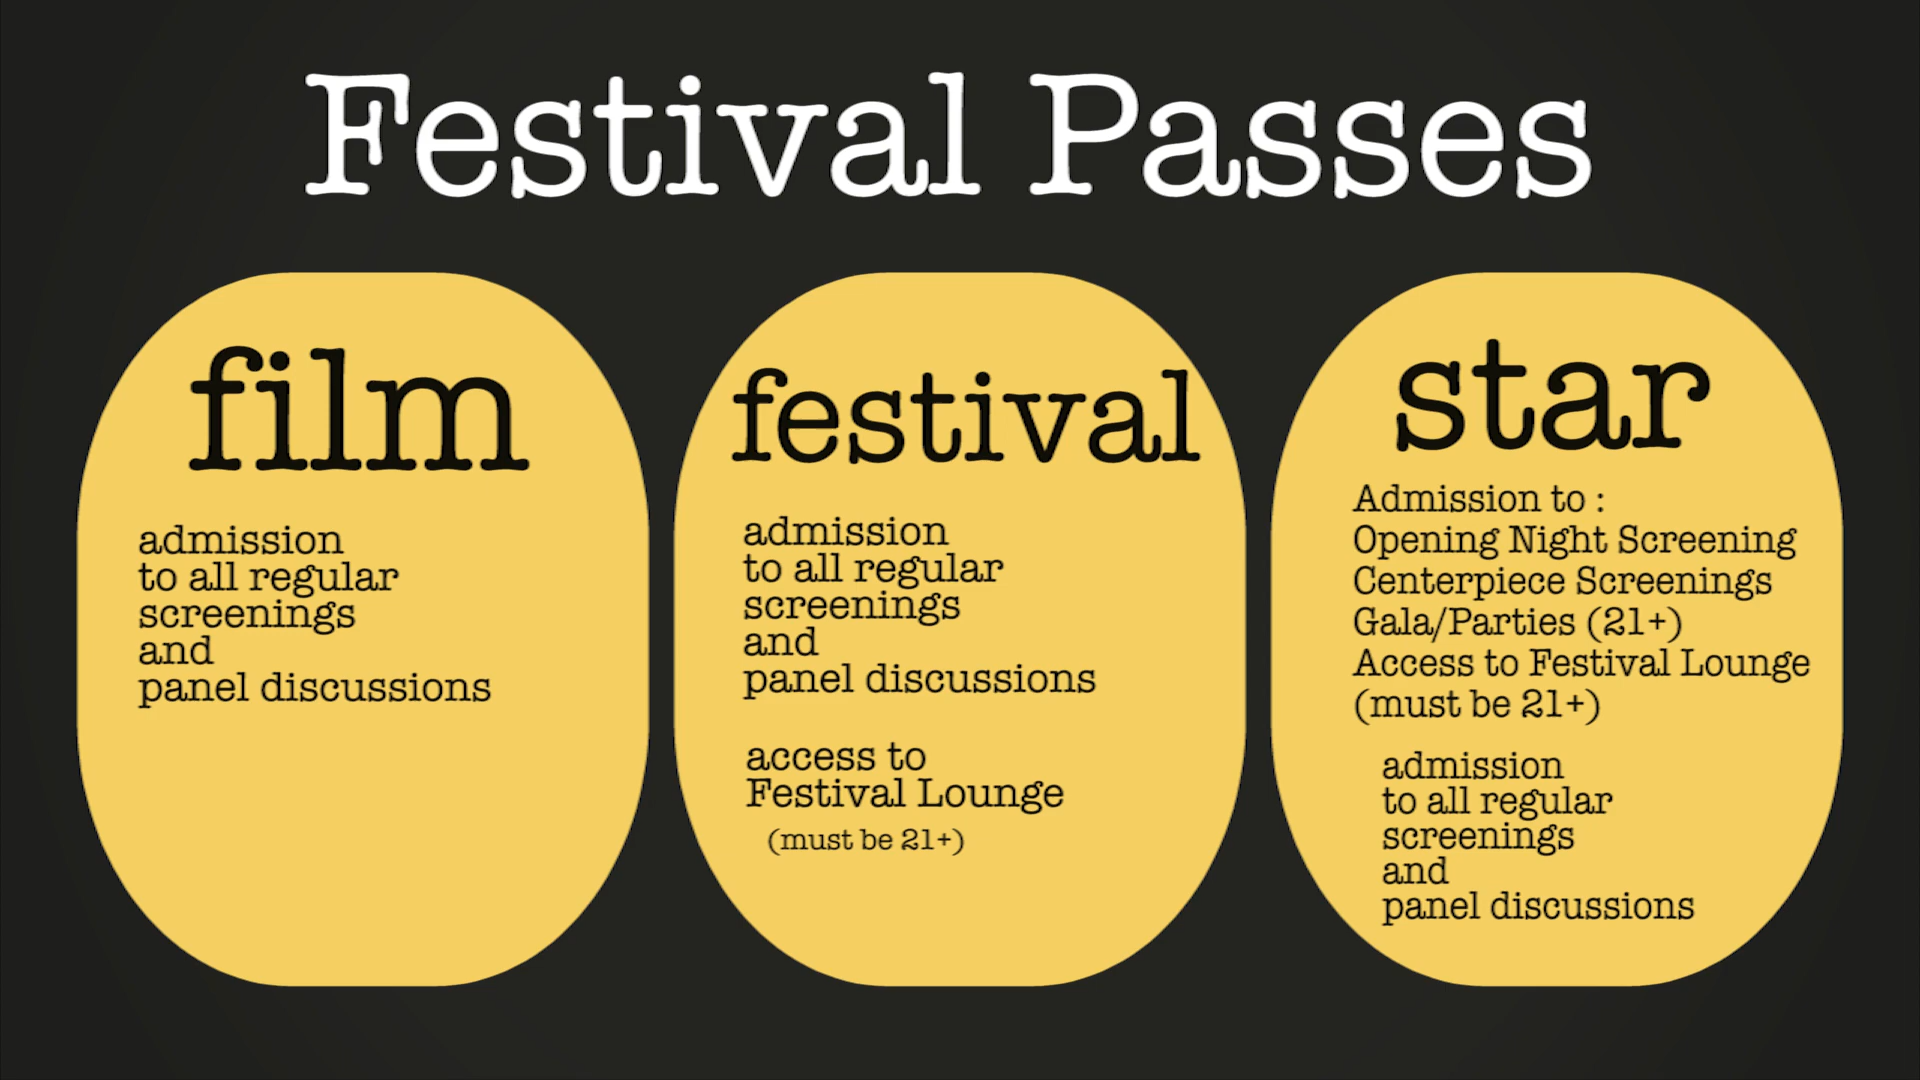 Festival Passes
film
admission
to all regular
screenings
and
panel discussions
festival
admission
to all regular
screenings
and
panel discussions
access to
Festival Lounge
(must be 21+)
star
Admission to :
Opening Night Screening
Centerpiece Screenings
Gala/Parties (21+)
Access to Festival Lounge
(must be 21+)
admission
to all regular
screenings
and
panel discussions